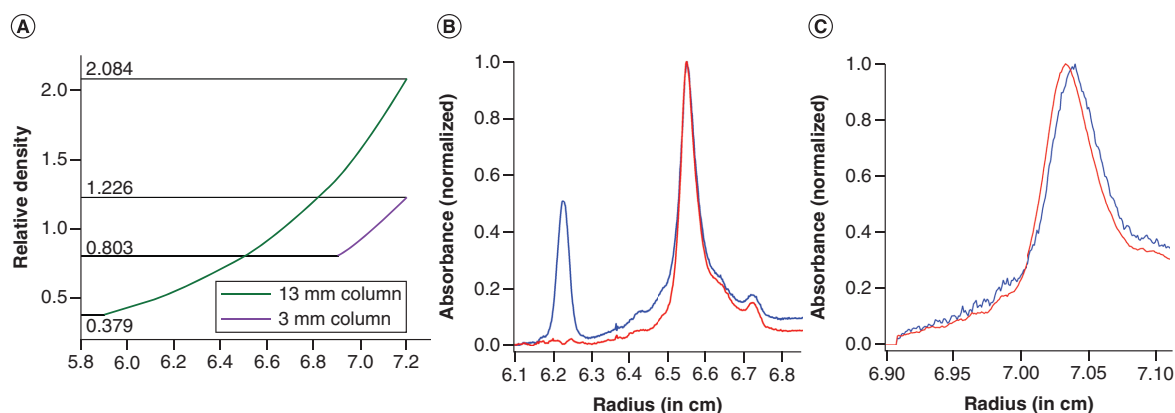 A
Relative density
2.0
1.5
1.0
0.5
2.084
1.226
0.803
0.379
13 mm column
3 mm column
5.8 6.0 6.2 6.4 6.6 6.8 7.0 7.2
B
Absorbance (normalized)
1.0
0.8
0.6
0.4
0.2
0.0
6.1 6.2 6.3 6.4 6.5 6.6 6.7 6.8
Radius (in cm)
C
Absorbance (normalized)
1.0
0.8
0.6
0.4
0.2
0.0
6.90 6.95 7.00 7.05 7.10
Radius (in cm)